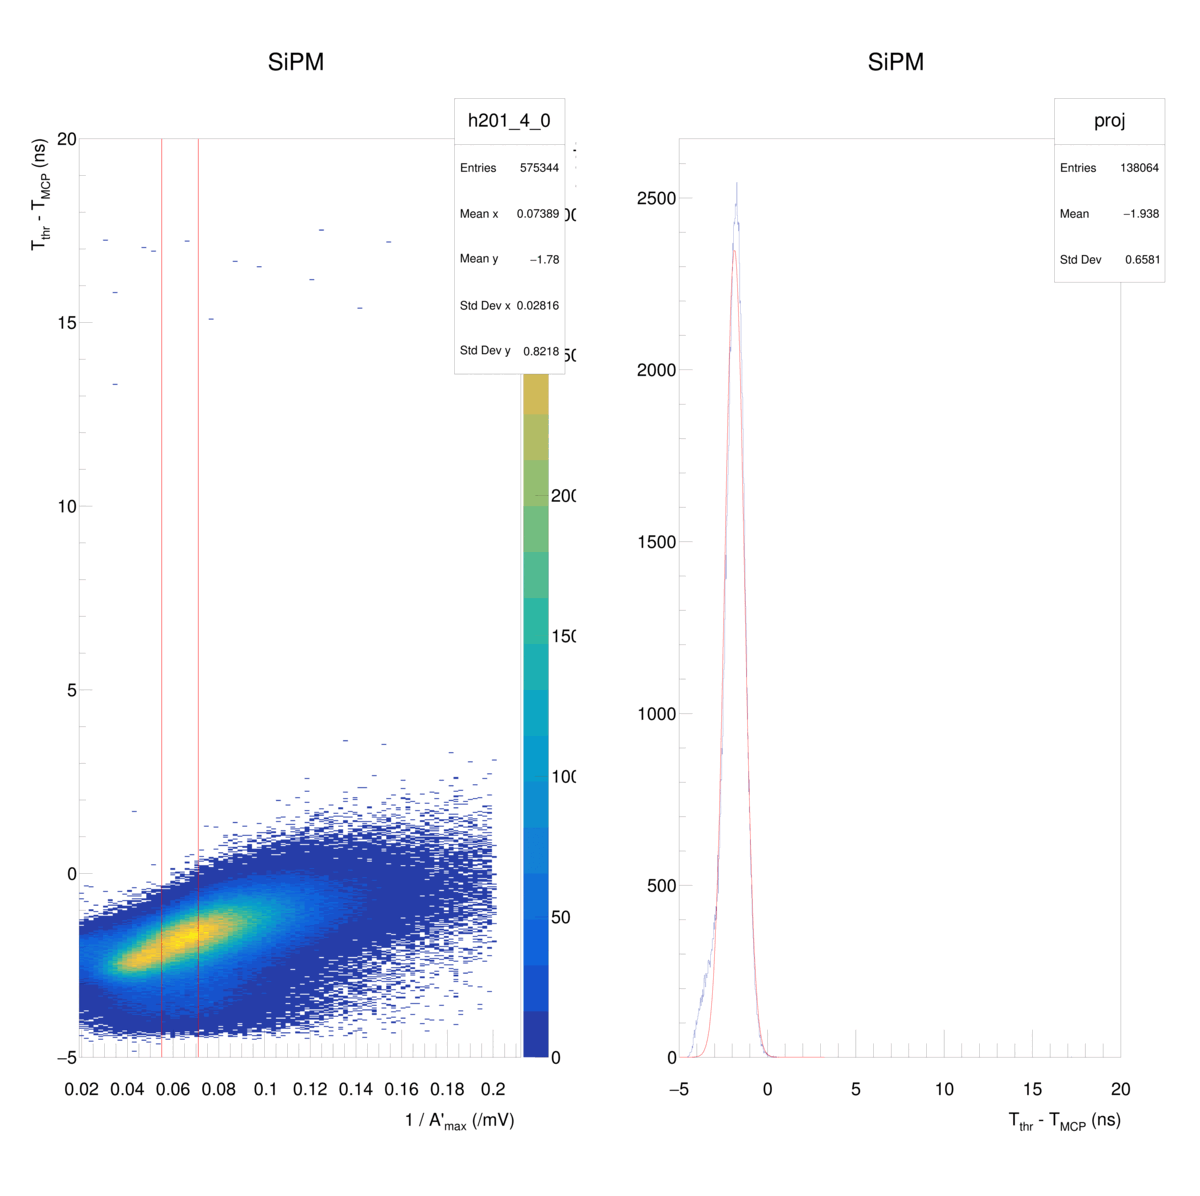 SiPM
h201_4_0
Entries 575344
Mean x 0.07389
Mean y −1.78
Std Dev x 0.02816
Std Dev y 0.8218
T_thr - T_MCP (ns)
20
15
10
5
0
−5
200
150
100
50
0
0.02 0.04 0.06 0.08 0.1 0.12 0.14 0.16 0.18 0.2
1 / A'_max (/mV)
SiPM
proj
Entries 138064
Mean −1.938
Std Dev 0.6581
2500
2000
1500
1000
500
0
−5 0 5 10 15 20
T_thr - T_MCP (ns)